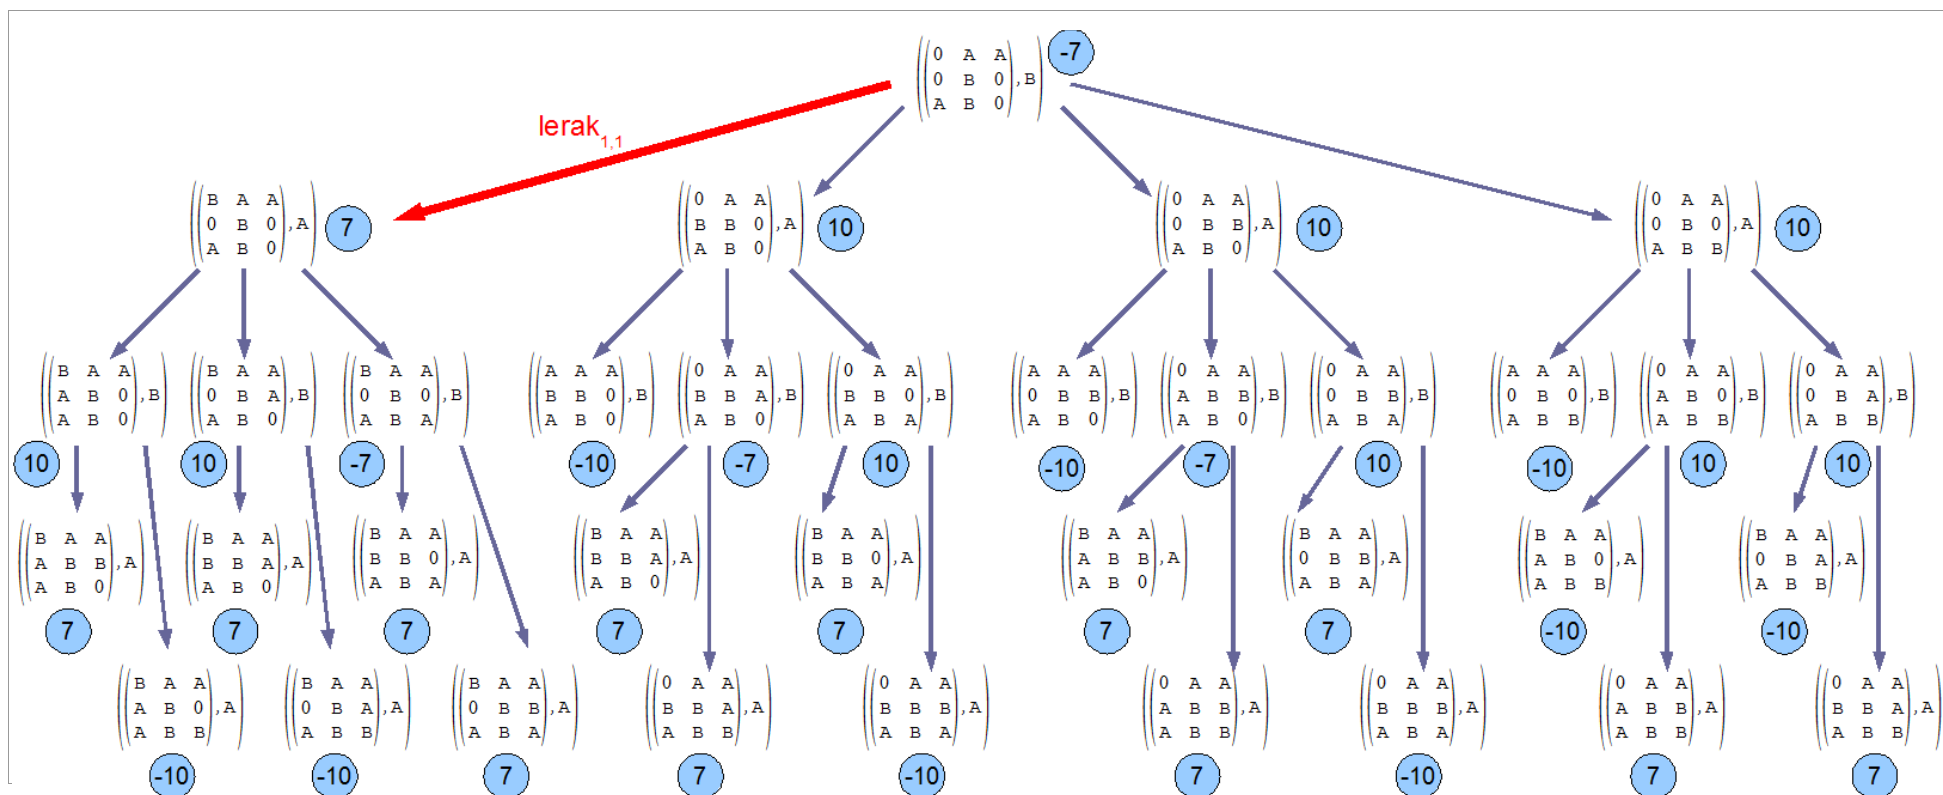 0 A A
0 B 0 ,B
A B 0
-7
lerak1,1
B A A
0 B 0 ,A
A B 0
7
0 A A
B B 0 ,A
A B 0
10
0 A A
0 B B ,A
A B 0
10
0 A A
0 B 0 ,A
A B B
10
B A A
A B 0 ,B
A B 0
10
B A A
0 B A ,B
A B 0
10
B A A
0 B 0 ,B
A B A
-7
A A A
B B 0 ,B
A B 0
-10
0 A A
B B A ,B
A B 0
-7
0 A A
B B 0 ,B
A B A
10
A A A
0 B B ,B
A B 0
-10
0 A A
A B B ,B
A B 0
-7
0 A A
0 B B ,B
A B A
10
A A A
0 B 0 ,B
A B B
-10
0 A A
A B 0 ,B
A B B
10
0 A A
0 B A ,B
A B B
10
B A A
A B B ,A
A B 0
7
B A A
B B A ,A
A B 0
7
B A A
B B 0 ,A
A B A
7
B A A
B B A ,A
A B 0
7
B A A
B B 0 ,A
A B A
7
B A A
A B B ,A
A B 0
7
B A A
0 B B ,A
A B A
7
B A A
A B 0 ,A
A B B
-10
B A A
0 B A ,A
A B B
-10
B A A
A B 0 ,A
A B B
-10
B A A
0 B A ,A
A B B
-10
B A A
0 B B ,A
A B A
7
0 A A
B B A ,A
A B B
7
0 A A
B B B ,A
A B A
-10
0 A A
A B B ,A
A B B
7
0 A A
B B B ,A
A B A
-10
0 A A
A B B ,A
A B B
7
0 A A
B B A ,A
A B B
7